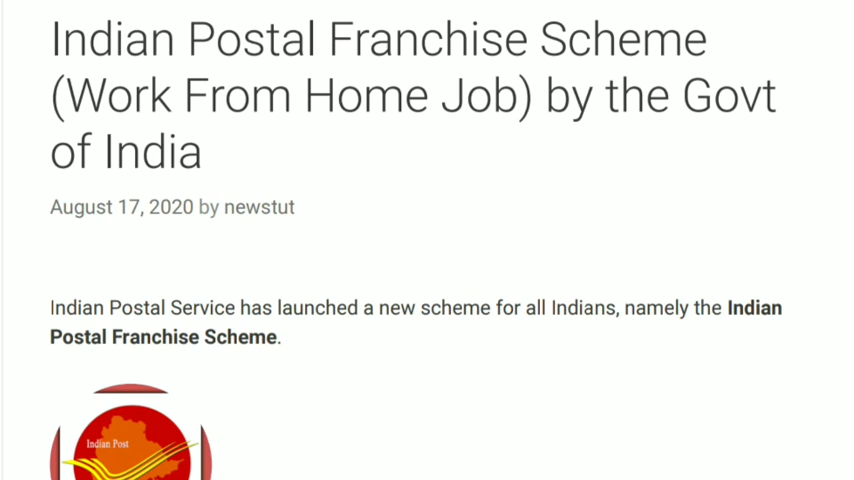 Indian Postal Franchise Scheme
(Work From Home Job) by the Govt
of India
August 17, 2020 by newstut
Indian Postal Service has launched a new scheme for all Indians, namely the Indian
Postal Franchise Scheme.
Indian Post